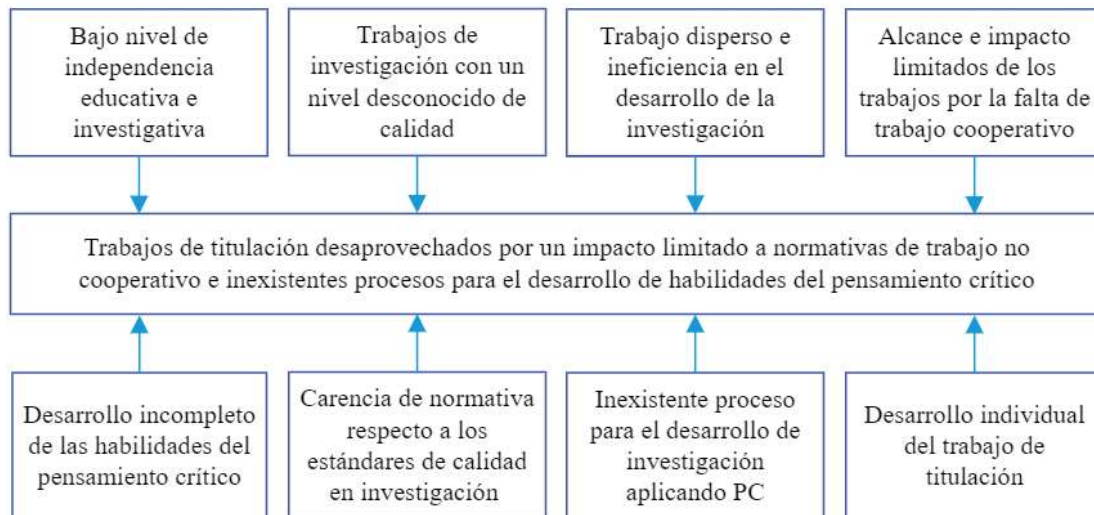 Bajo nivel de
independencia
educativa e
investigativa
Trabajos de
investigación con un
nivel desconocido de
calidad
Trabajo disperso e
ineficiencia en el
desarrollo de la
investigación
Alcance e impacto
limitados de los
trabajos por la falta de
trabajo cooperativo
Trabajos de titulación desaprovechados por un impacto limitado a normativas de trabajo no
cooperativo e inexistentes procesos para el desarrollo de habilidades del pensamiento crítico
Desarrollo incompleto
de las habilidades del
pensamiento crítico
Carencia de normativa
respecto a los
estándares de calidad
en investigación
Inexistente proceso
para el desarrollo de
investigación
aplicando PC
Desarrollo individual
del trabajo de
titulación